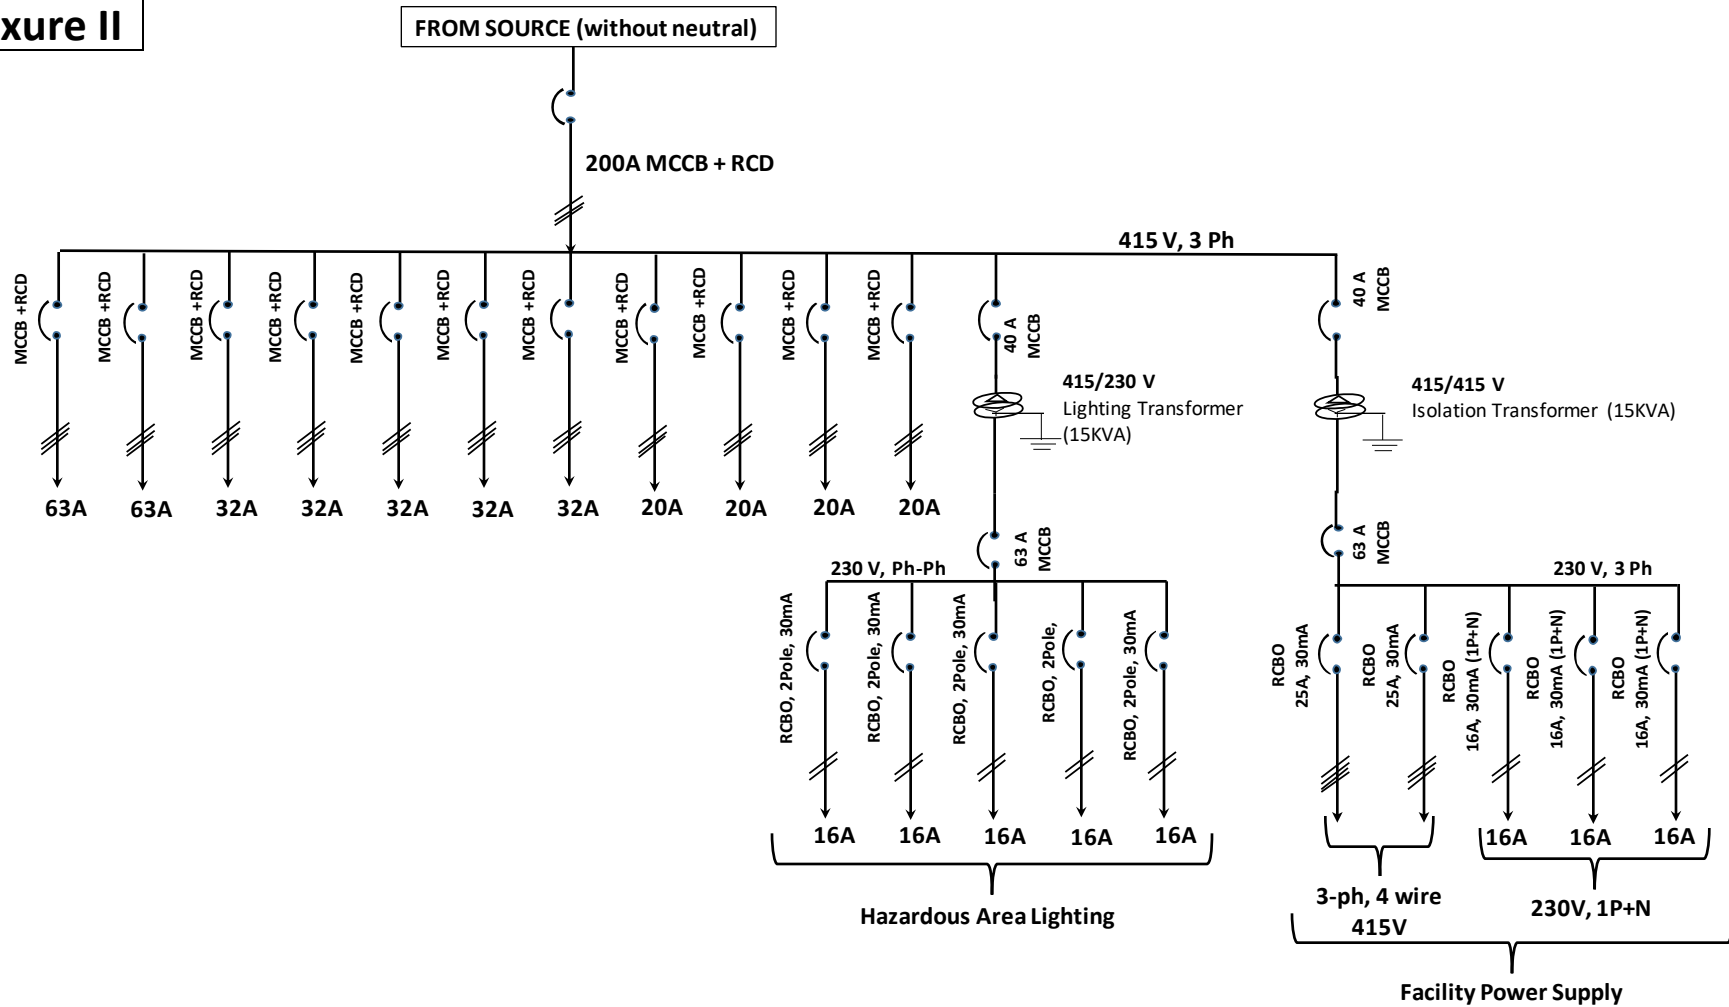 xure II
FROM SOURCE (without neutral)
200A MCCB + RCD
415 V, 3 Ph
MCCB +RCD
MCCB +RCD
MCCB +RCD
MCCB +RCD
MCCB +RCD
MCCB +RCD
MCCB +RCD
MCCB +RCD
MCCB +RCD
MCCB +RCD
MCCB +RCD
40 A
MCCB
40 A
MCCB
415/230 V
Lighting Transformer
(15KVA)
415/415 V
Isolation Transformer (15KVA)
63A
63A
32A
32A
32A
32A
32A
20A
20A
20A
20A
63 A
MCCB
63 A
MCCB
230 V, Ph-Ph
230 V, 3 Ph
RCBO, 2Pole, 30mA
RCBO, 2Pole, 30mA
RCBO, 2Pole, 30mA
RCBO, 2Pole,
RCBO, 2Pole, 30mA
RCBO
25A, 30mA
RCBO
25A, 30mA
RCBO
16A, 30mA (1P+N)
RCBO
16A, 30mA (1P+N)
RCBO
16A, 30mA (1P+N)
16A
16A
16A
16A
16A
16A
16A
16A
Hazardous Area Lighting
3-ph, 4 wire
415V
230V, 1P+N
Facility Power Supply